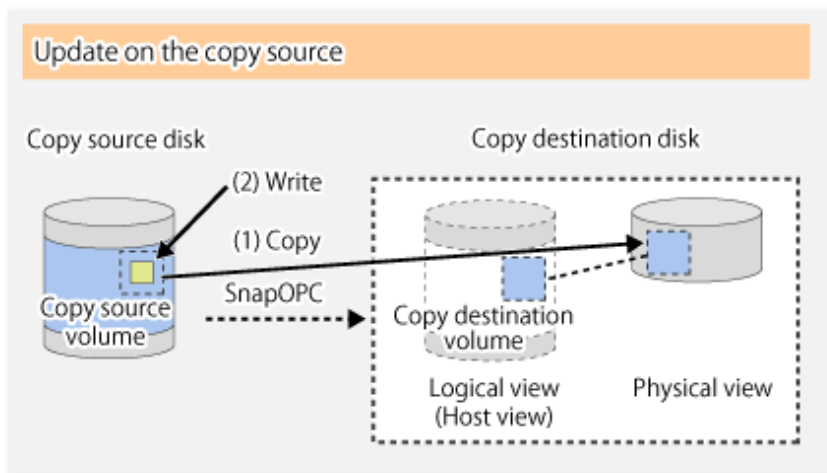 Update on the copy source
Copy source disk
Copy destination disk
(2) Write
(1) Copy
SnapOPC
Copy source
volume
Copy destination
volume
Logical view
(Host view)
Physical view